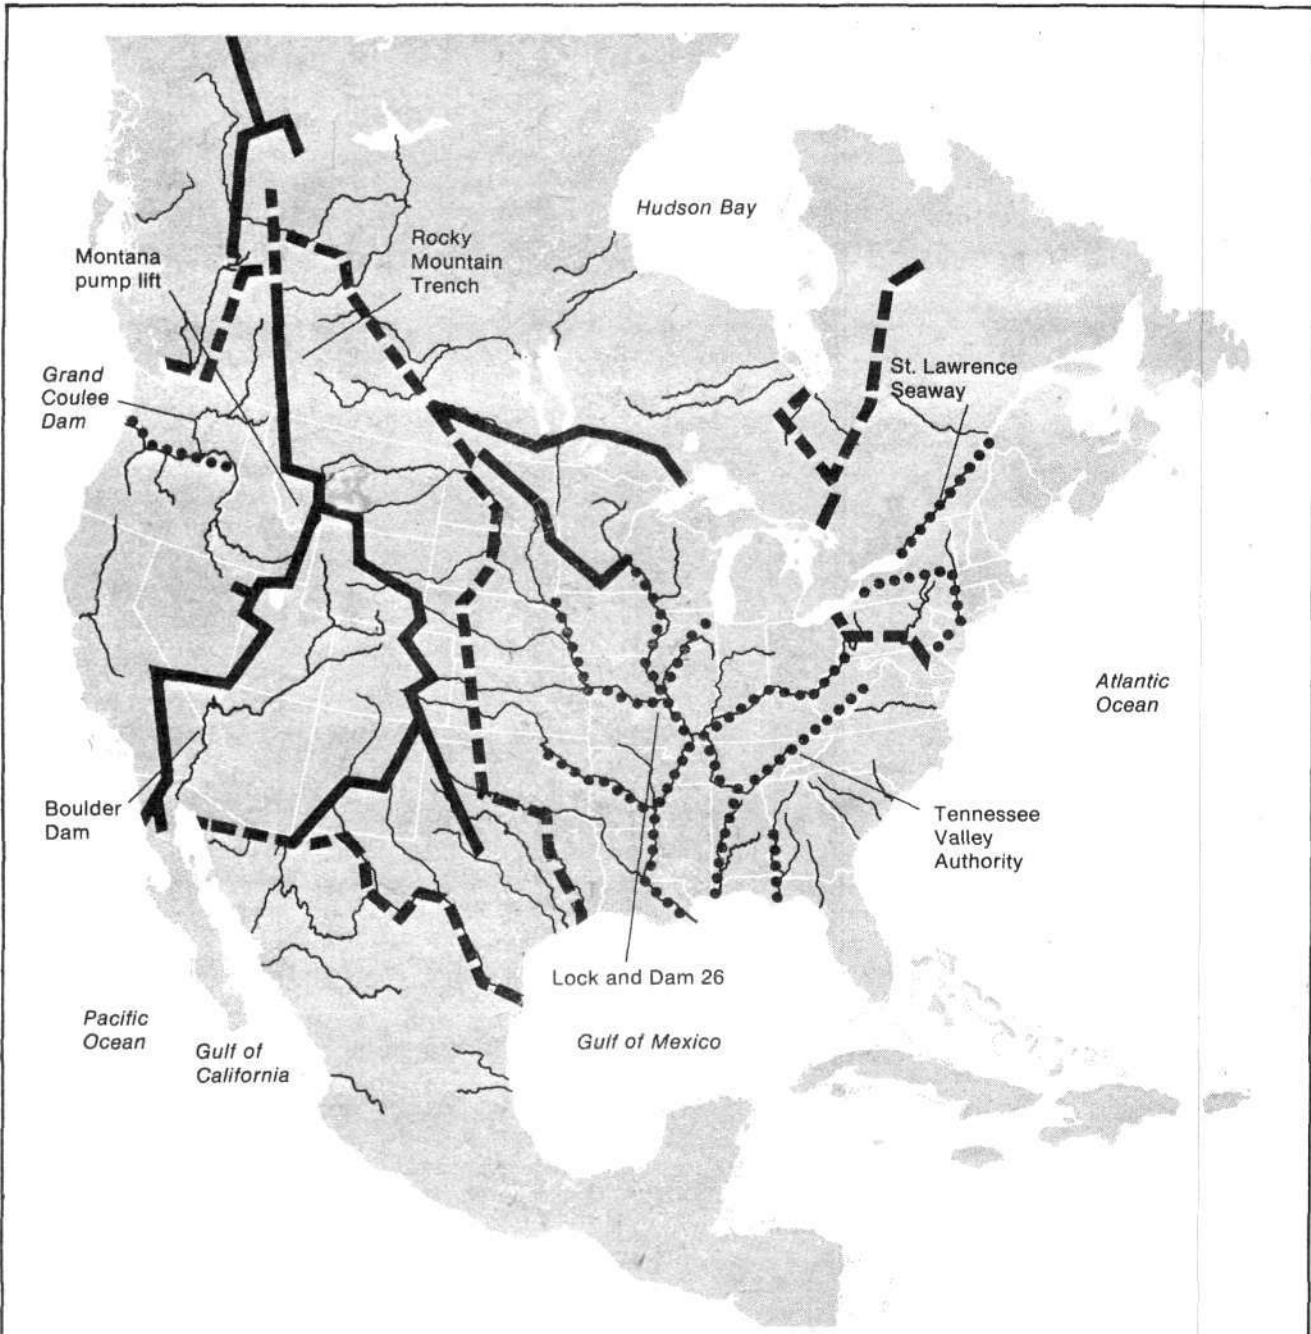 Hudson Bay
Montana
pump lift
Rocky
Mountain
Trench
Grand
Coulee
Dam
St. Lawrence
Seaway
Atlantic
Ocean
Boulder
Dam
Tennessee
Valley
Authority
Lock and Dam 26
Pacific
Ocean
Gulf of
California
Gulf of Mexico